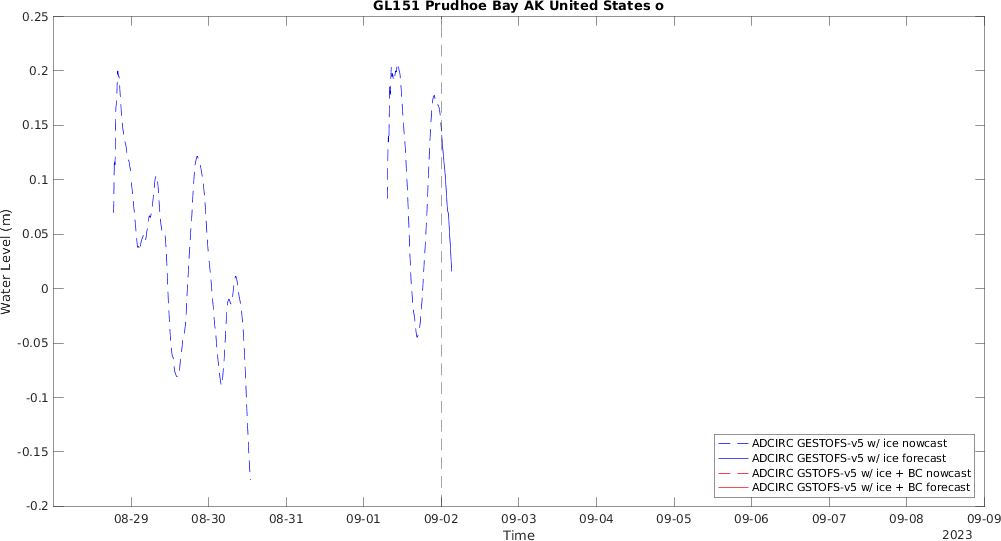 GL151 Prudhoe Bay AK United States o
0.25
0.2
0.15
0.1
0.05
0
-0.05
-0.1
-0.15
-0.2
Water Level (m)
ADCIRC GESTOFS-v5 w/ ice nowcast
ADCIRC GESTOFS-v5 w/ ice forecast
ADCIRC GSTOFS-v5 w/ ice + BC nowcast
ADCIRC GSTOFS-v5 w/ ice + BC forecast
08-29 08-30 08-31 09-01 09-02 09-03 09-04 09-05 09-06 09-07 09-08 09-09
Time
2023